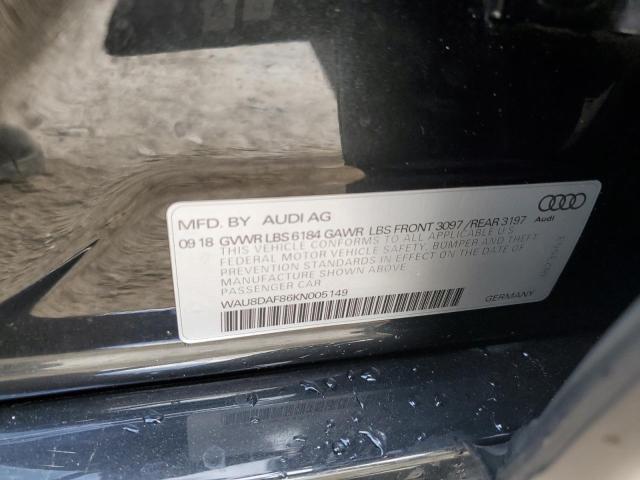 MFD. BY AUDI AG
09 18 GVWR LBS 6184 GAWR LBS FRONT 3097 /REAR 3197
THIS VEHICLE CONFORMS TO ALL APPLICABLE U.S
FEDERAL MOTOR VEHICLE SAFETY, BUMPER AND THEFT
PREVENTION STANDARDS IN EFFECT ON THE DATE OF
MANUFACTURE SHOWN ABOVE
PASSENGER CAR
WAU8DAF86KN005149
GERMANY
Audi